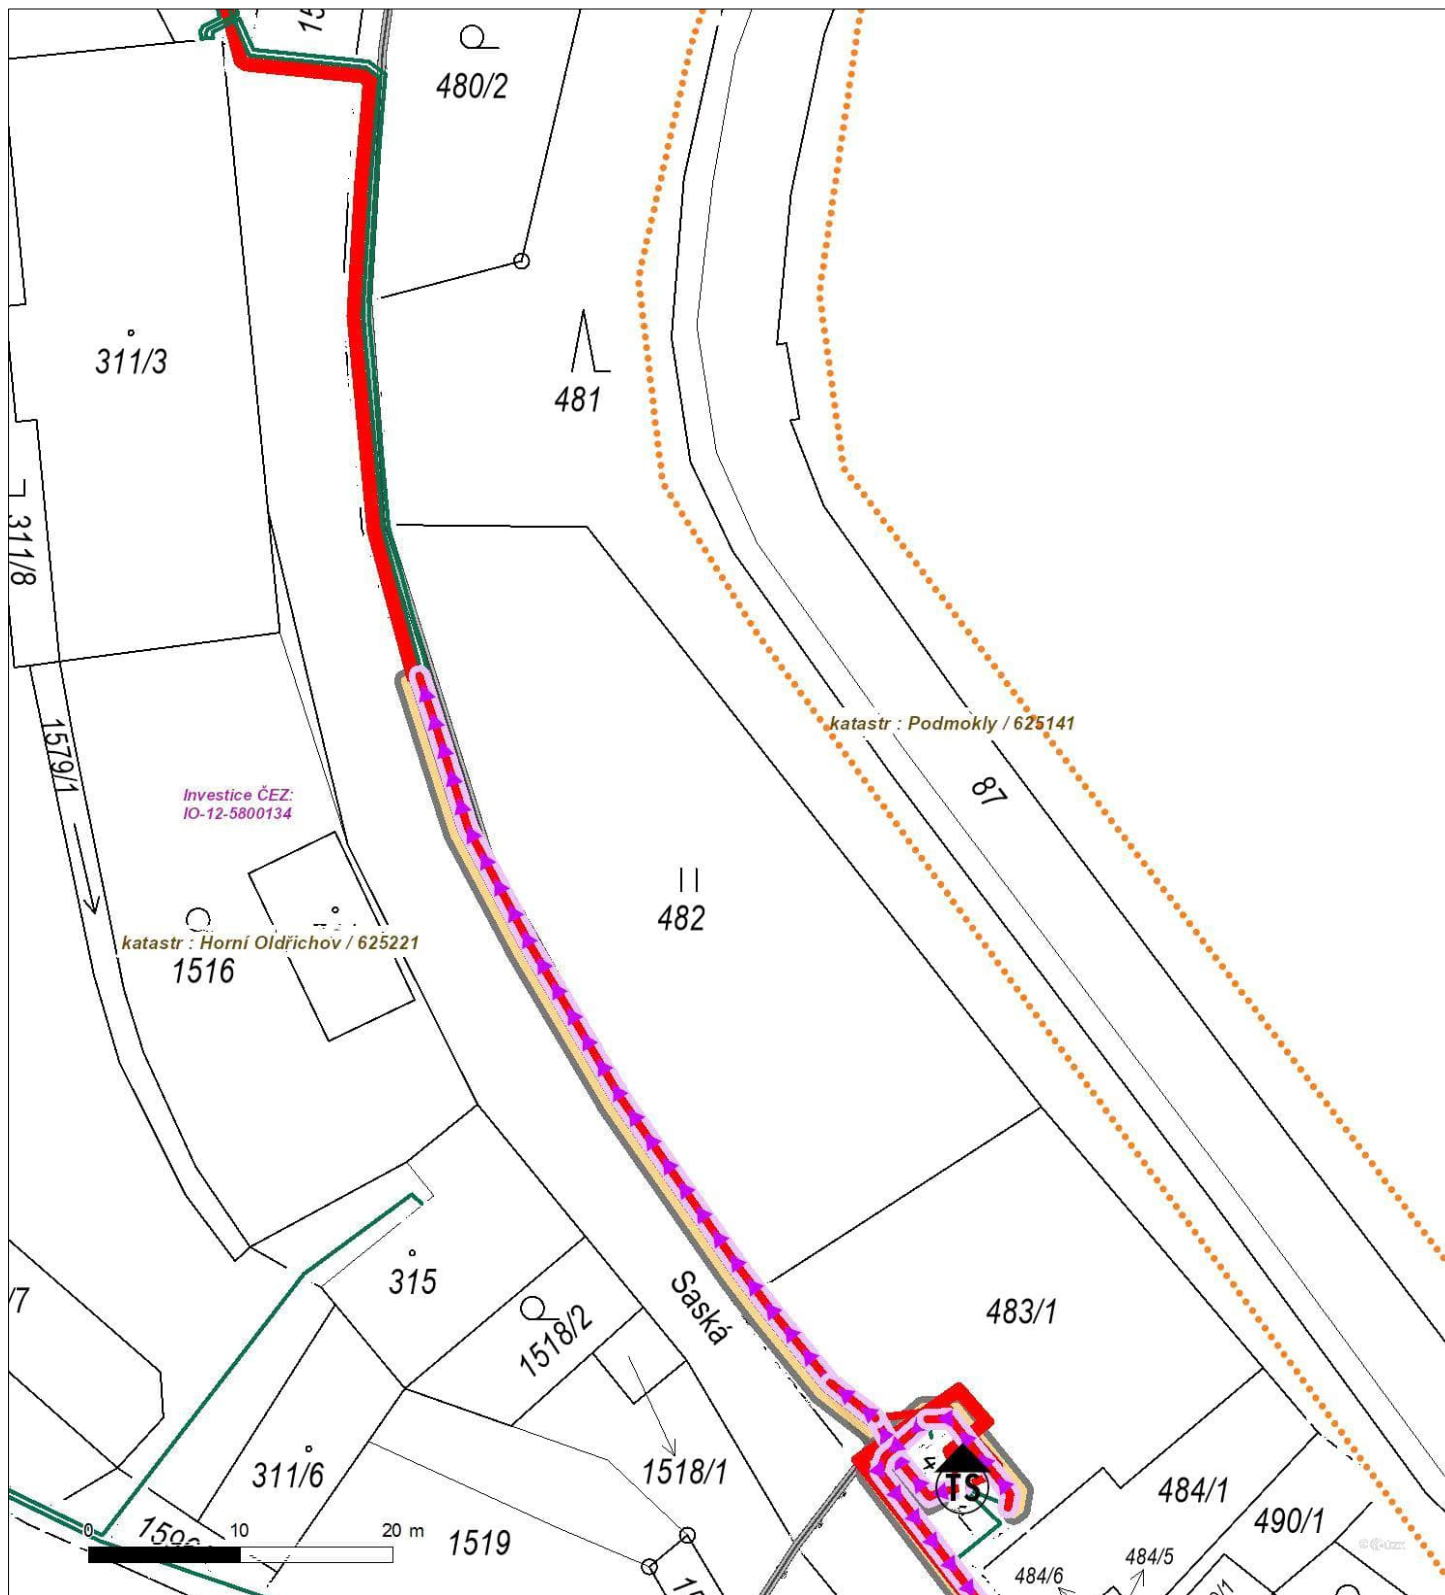 480/2
311/3
481
311/8
katastr : Podmokly / 625141
1579/1
87
Investice ČEZ:
IO-12-5800134
482
katastr : Horní Oldřichov / 625221
1516
315
Saská
483/1
/7
1518/2
311/6
1518/1
TS
484/1
490/1
0 10 20 m
1519
484/5
484/6